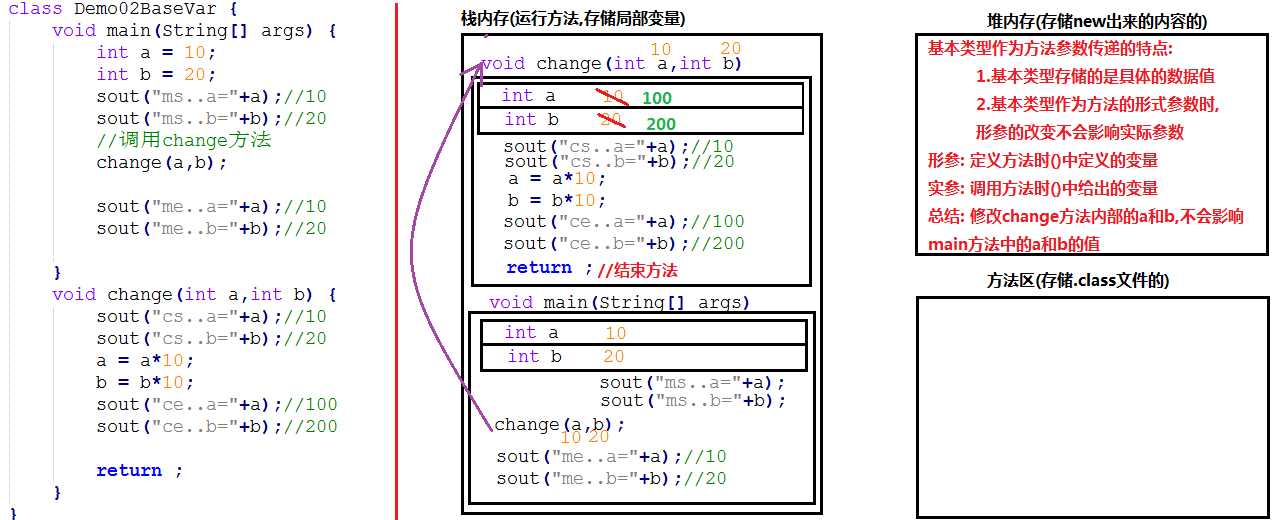 class Demo02BaseVar {
void main(String[] args) {
int a = 10;
int b = 20;
sout("ms..a="+a);//10
sout("ms..b="+b);//20
//调用change方法
change(a,b);
sout("me..a="+a);//10
sout("me..b="+b);//20
}
void change(int a,int b) {
sout("cs..a="+a);//10
sout("cs..b="+b);//20
a = a*10;
b = b*10;
sout("ce..a="+a);//100
sout("ce..b="+b);//200
return ;
}
}
栈内存(运行方法,存储局部变量)
10 20
void change(int a,int b)
int a 10 100
int b 20 200
sout("cs..a="+a);//10
sout("cs..b="+b);//20
a = a*10;
b = b*10;
sout("ce..a="+a);//100
sout("ce..b="+b);//200
return ; //结束方法
void main(String[] args)
int a 10
int b 20
sout("ms..a="+a);
sout("ms..b="+b);
change(a,b);
10 20
sout("me..a="+a);//10
sout("me..b="+b);//20
堆内存(存储new出来的内容的)
基本类型作为方法参数传递的特点:
1.基本类型存储的是具体的数据值
2.基本类型作为方法的形式参数时,
形参的改变不会影响实际参数
形参: 定义方法时()中定义的变量
实参: 调用方法时()中给出的变量
总结: 修改change方法内部的a和b,不会影响
main方法中的a和b的值
方法区(存储.class文件的)